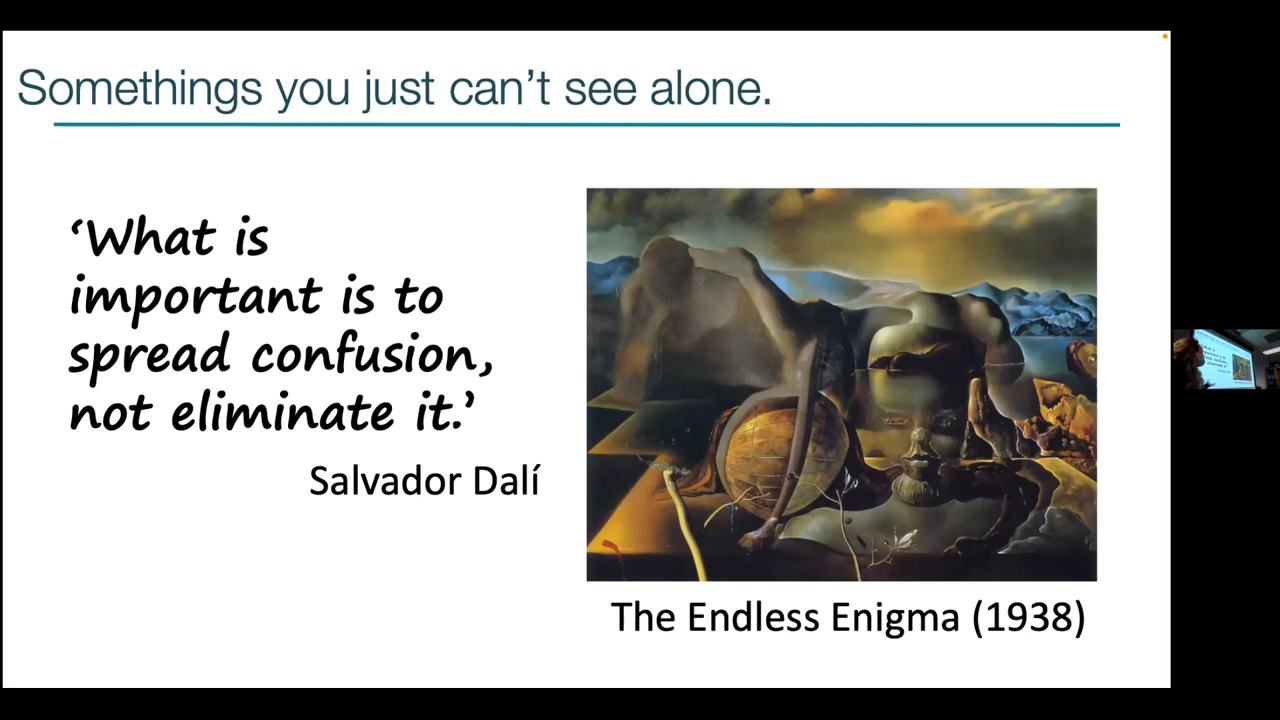 Somethings you just can't see alone.
‘What is
important is to
spread confusion,
not eliminate it.’
Salvador Dalí
The Endless Enigma (1938)